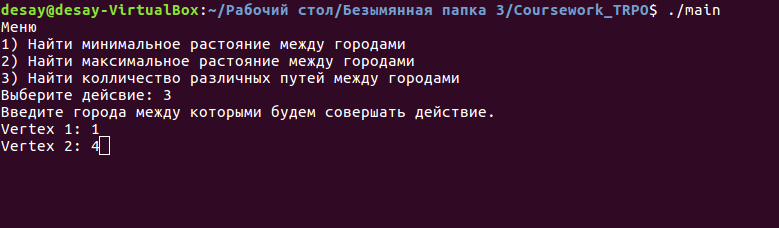 desay@desay-VirtualBox:~/Рабочий стол/Безымянная папка 3/Coursework_TRPO$ ./main
Меню
1) Найти минимальное растояние между городами
2) Найти максимальное растояние между городами
3) Найти колличество различных путей между городами
Выберите дейсвие: 3
Введите города между которыми будем совершать действие.
Vertex 1: 1
Vertex 2: 4